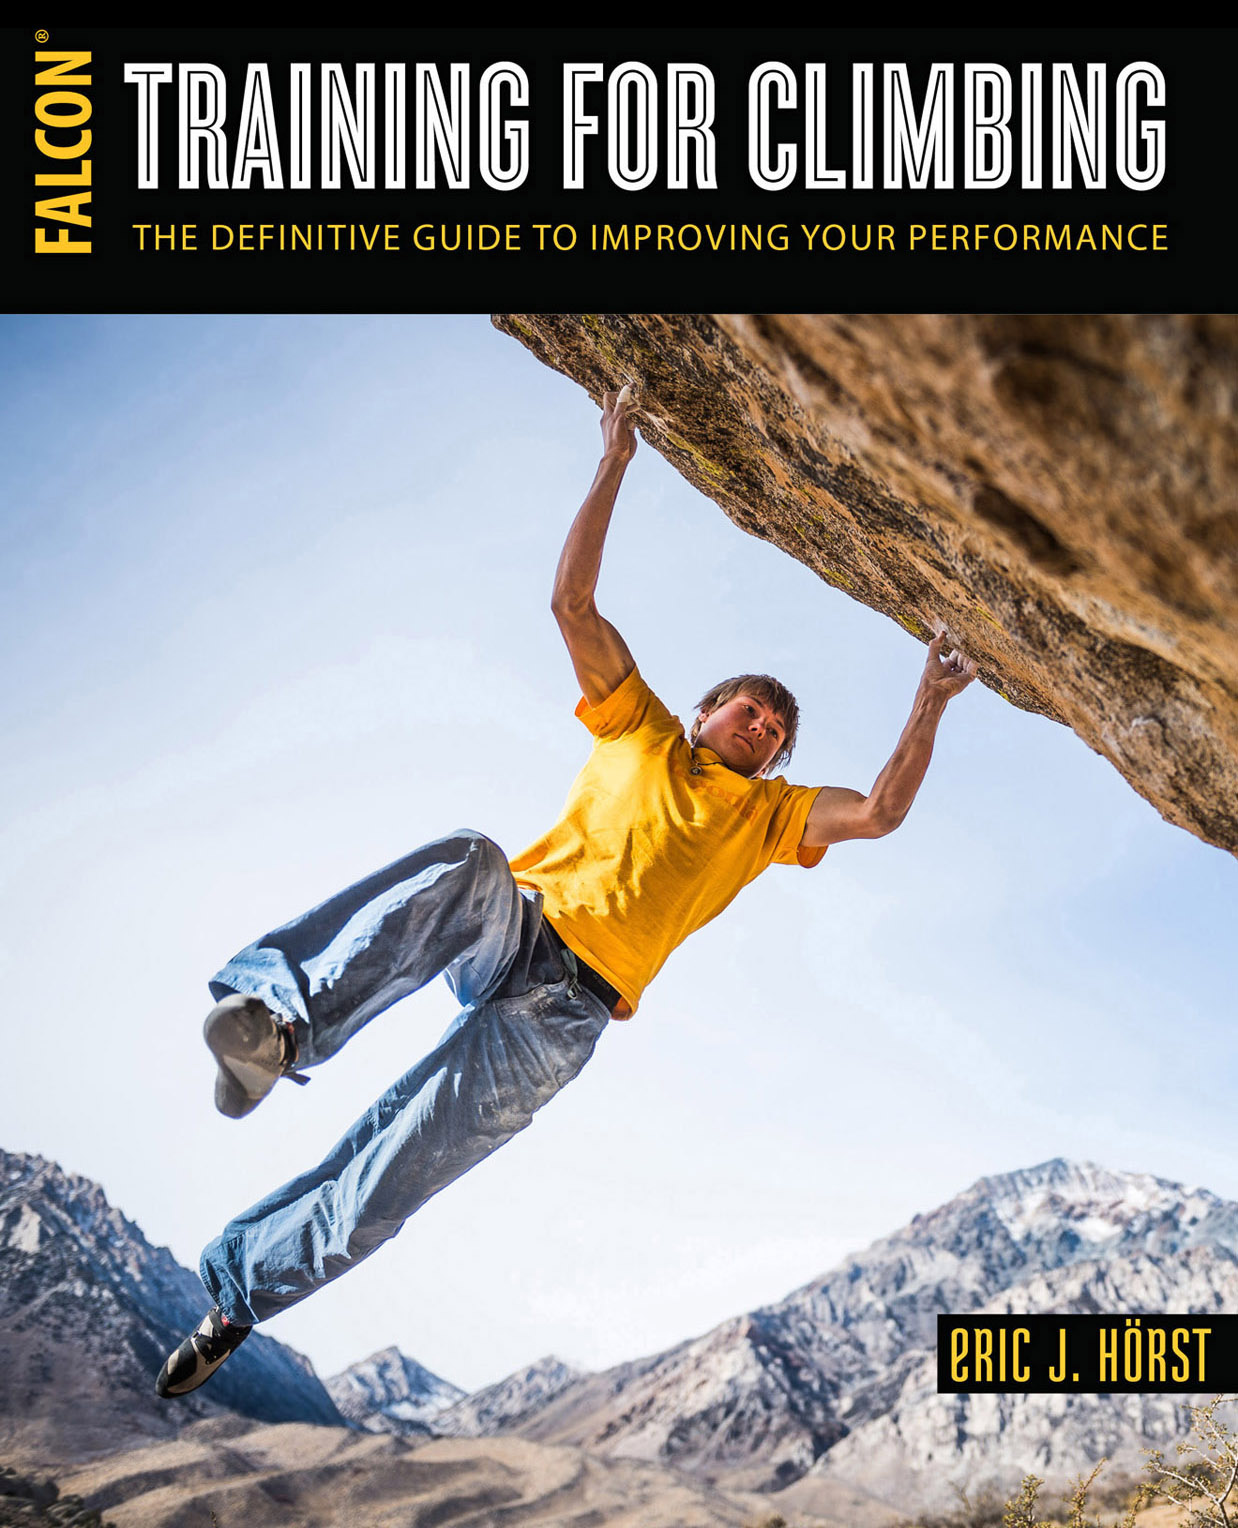 FALCON®
TRAINING FOR CLIMBING
THE DEFINITIVE GUIDE TO IMPROVING YOUR PERFORMANCE
ERIC J. HÖRST